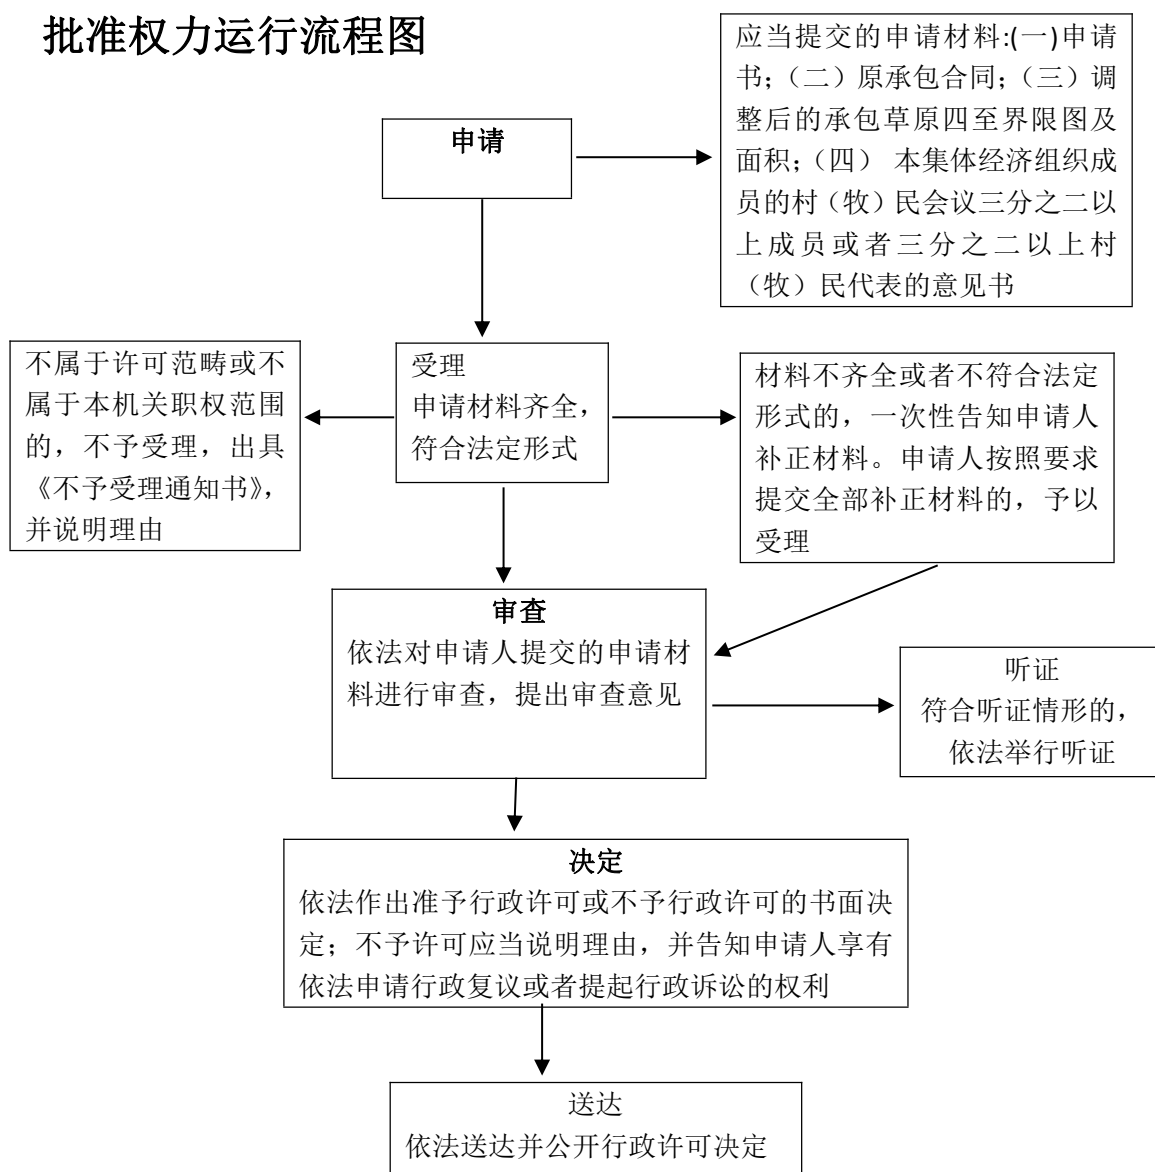 批准权力运行流程图
应当提交的申请材料:(一)申请
书；（二）原承包合同；（三）调
整后的承包草原四至界限图及
面积；（四） 本集体经济组织成
员的村（牧）民会议三分之二以
上成员或者三分之二以上村
（牧）民代表的意见书
申请
不属于许可范畴或不
属于本机关职权范围
的，不予受理，出具
《不予受理通知书》，
并说明理由
受理
申请材料齐全，
符合法定形式
材料不齐全或者不符合法定
形式的，一次性告知申请人
补正材料。申请人按照要求
提交全部补正材料的，予以
受理
审查
依法对申请人提交的申请材
料进行审查，提出审查意见
听证
符合听证情形的，
依法举行听证
决定
依法作出准予行政许可或不予行政许可的书面决
定；不予许可应当说明理由，并告知申请人享有
依法申请行政复议或者提起行政诉讼的权利
送达
依法送达并公开行政许可决定